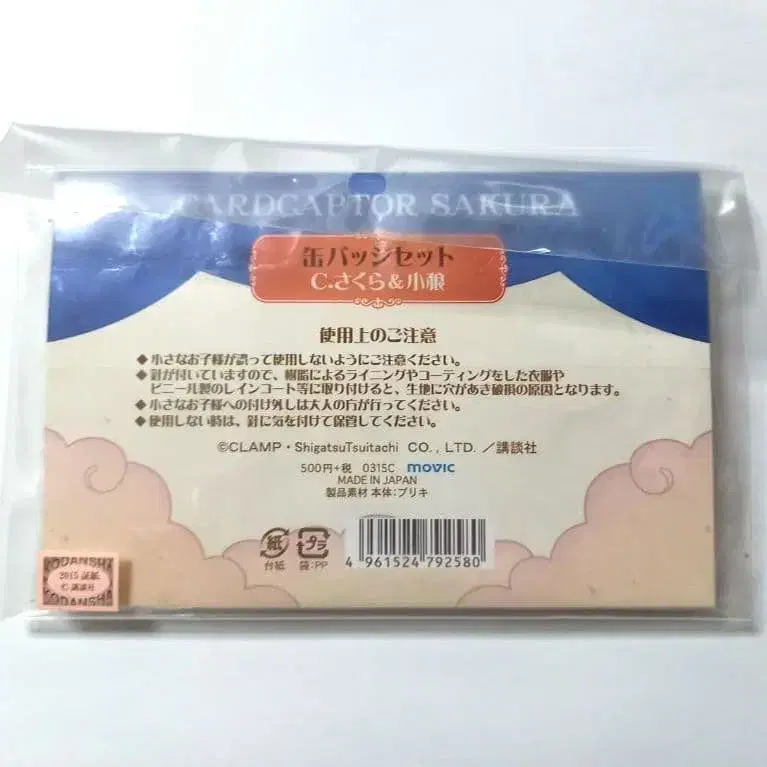 CARDCAPTOR SAKURA
缶バッジセット
C.さくら&小狼
使用上のご注意
◆小さなお子様が誤って使用しないようにご注意ください。
◆針が付いていますので、樹脂によるライニングやコーティングをした衣服や
ビニール製のレインコート等に取り付けると、生地に穴があき破損の原因となります。
◆小さなお子様への付け外しは大人の方が行ってください。
◆使用しない時は、針に気を付けて保管してください。
©CLAMP・ShigatsuTsuitachi CO., LTD. /講談社
500円+税 0315C movic
MADE IN JAPAN
製品素材 本体:ブリキ
紙 プラ
台紙 袋:PP
4 961524 792580
KODANSHA
2015 証紙
©講談社
KODANSHA